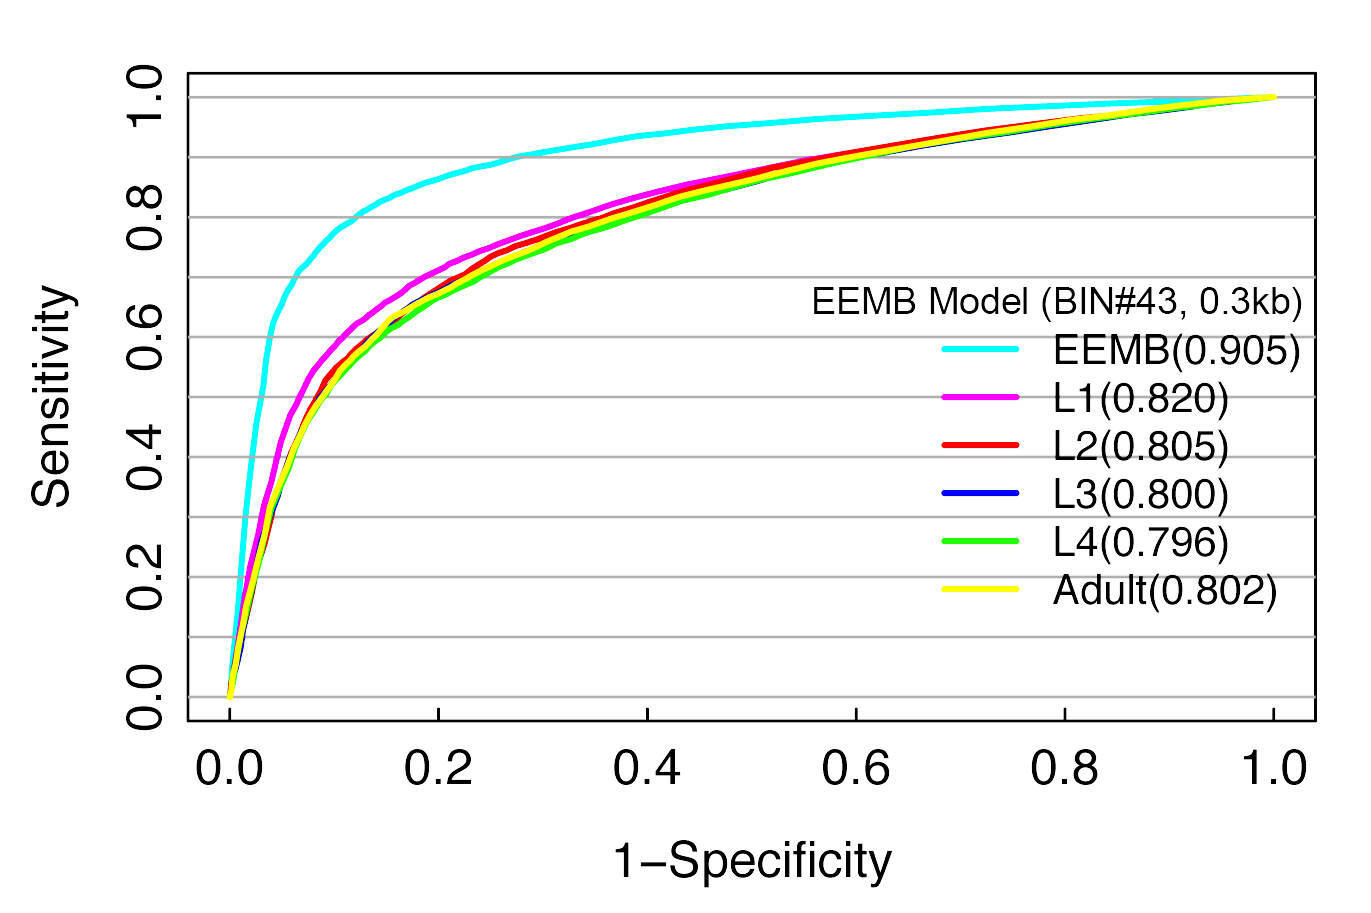 Sensitivity
1.0
0.8
0.6
0.4
0.2
0.0
EEMB Model (BIN#43, 0.3kb)
EEMB(0.905)
L1(0.820)
L2(0.805)
L3(0.800)
L4(0.796)
Adult(0.802)
0.0 0.2 0.4 0.6 0.8 1.0
1−Specificity